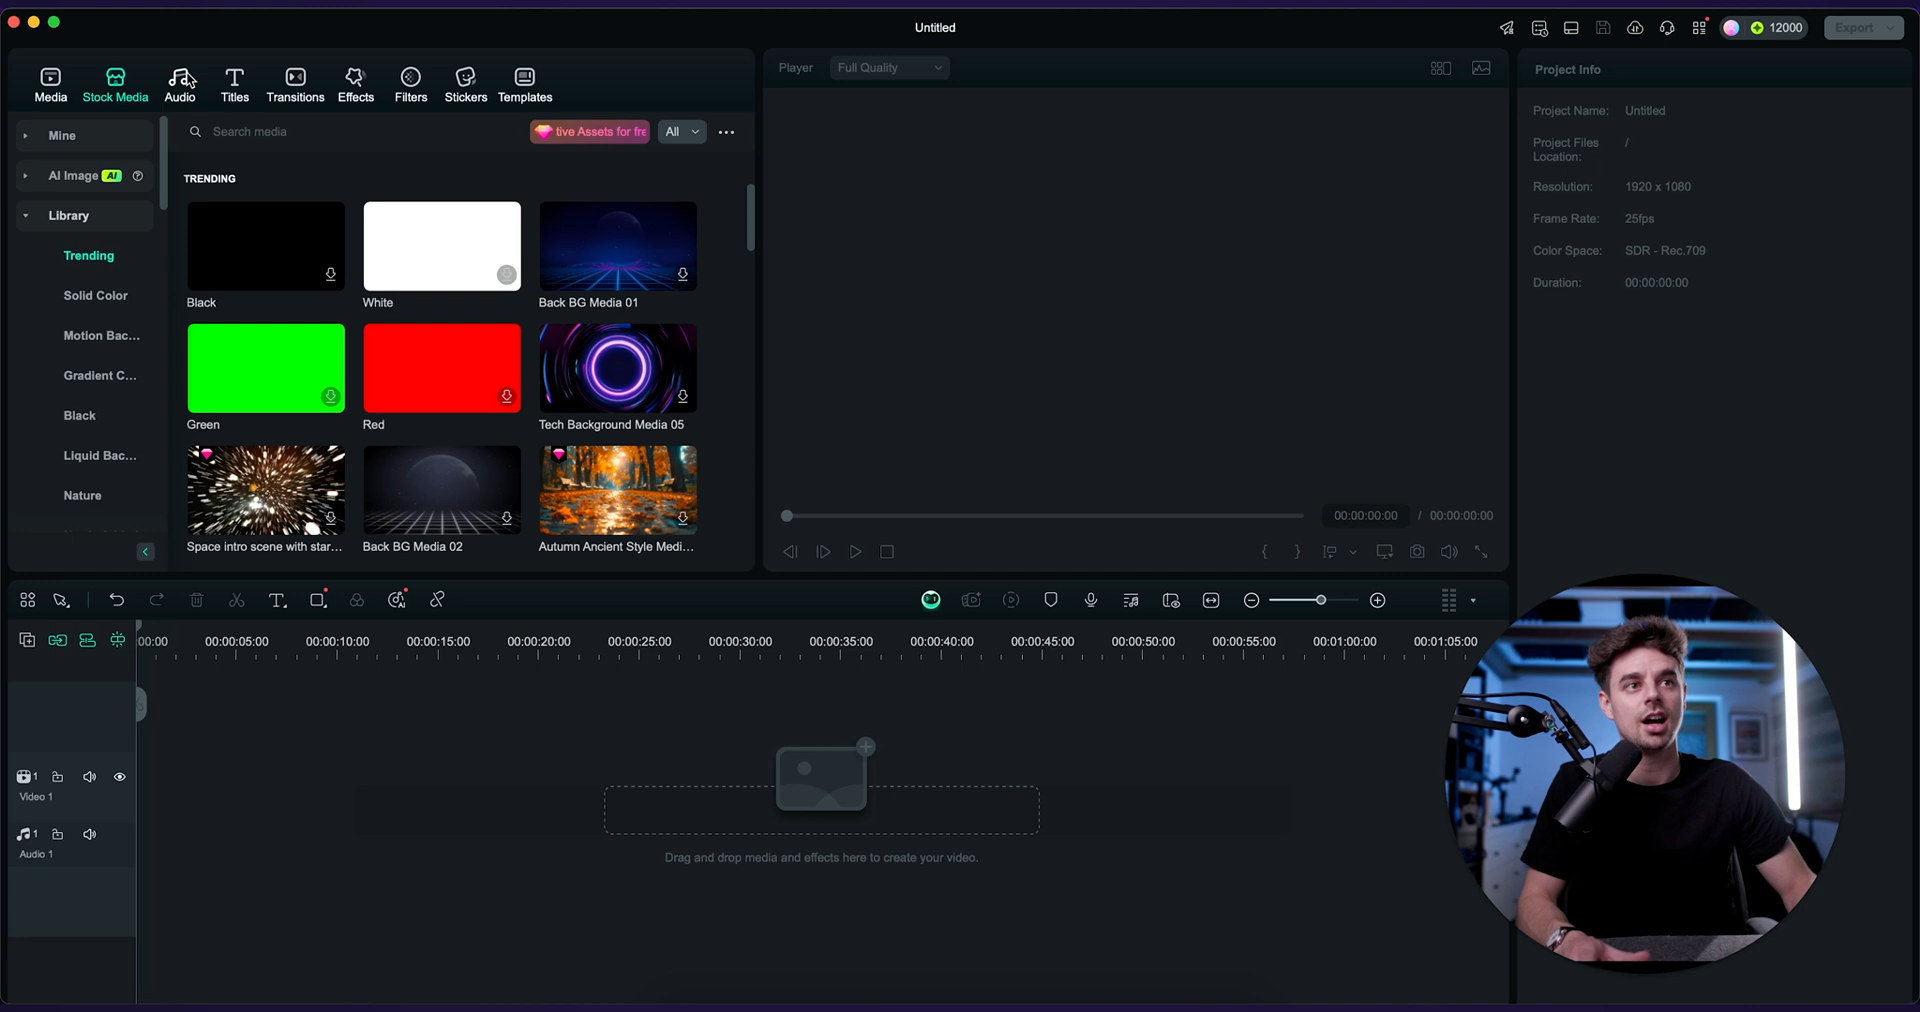 Untitled
12000
Export
Media
Stock Media
Audio
Titles
Transitions
Effects
Filters
Stickers
Templates
Player
Full Quality
Project Info
Mine
AI Image AI
Library
Trending
Solid Color
Motion Bac...
Gradient C...
Black
Liquid Bac...
Nature
Search media
tive Assets for fre
All
TRENDING
Black
White
Back BG Media 01
Green
Red
Tech Background Media 05
Space intro scene with star...
Back BG Media 02
Autumn Ancient Style Medi...
00:00:00:00 / 00:00:00:00
Project Name: Untitled
Project Files Location: /
Resolution: 1920 x 1080
Frame Rate: 25fps
Color Space: SDR - Rec.709
Duration: 00:00:00:00
:00:00 00:00:05:00 00:00:10:00 00:00:15:00 00:00:20:00 00:00:25:00 00:00:30:00 00:00:35:00 00:00:40:00 00:00:45:00 00:00:50:00 00:00:55:00 00:01:00:00 00:01:05:00
1
Video 1
1
Audio 1
Drag and drop media and effects here to create your video.